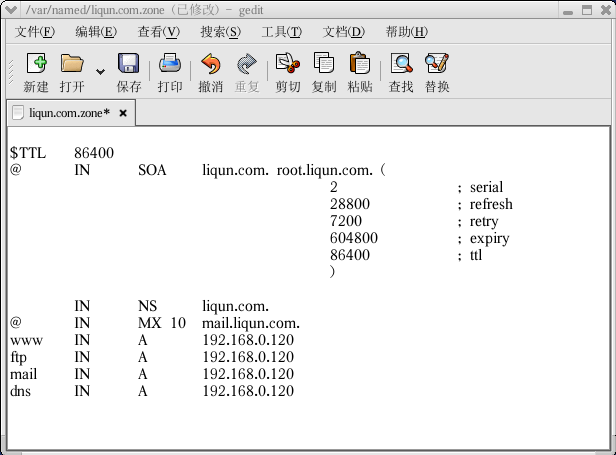 /var/named/liqun.com.zone (已修改) - gedit
文件(F) 编辑(E) 查看(V) 搜索(S) 工具(T) 文档(D) 帮助(H)
新建 打开 保存 打印 撤消 重复 剪切 复制 粘贴 查找 替换
liqun.com.zone*
$TTL 86400
@ IN SOA liqun.com. root.liqun.com. (
2 ; serial
28800 ; refresh
7200 ; retry
604800 ; expiry
86400 ; ttl
)
IN NS liqun.com.
@ IN MX 10 mail.liqun.com.
www IN A 192.168.0.120
ftp IN A 192.168.0.120
mail IN A 192.168.0.120
dns IN A 192.168.0.120